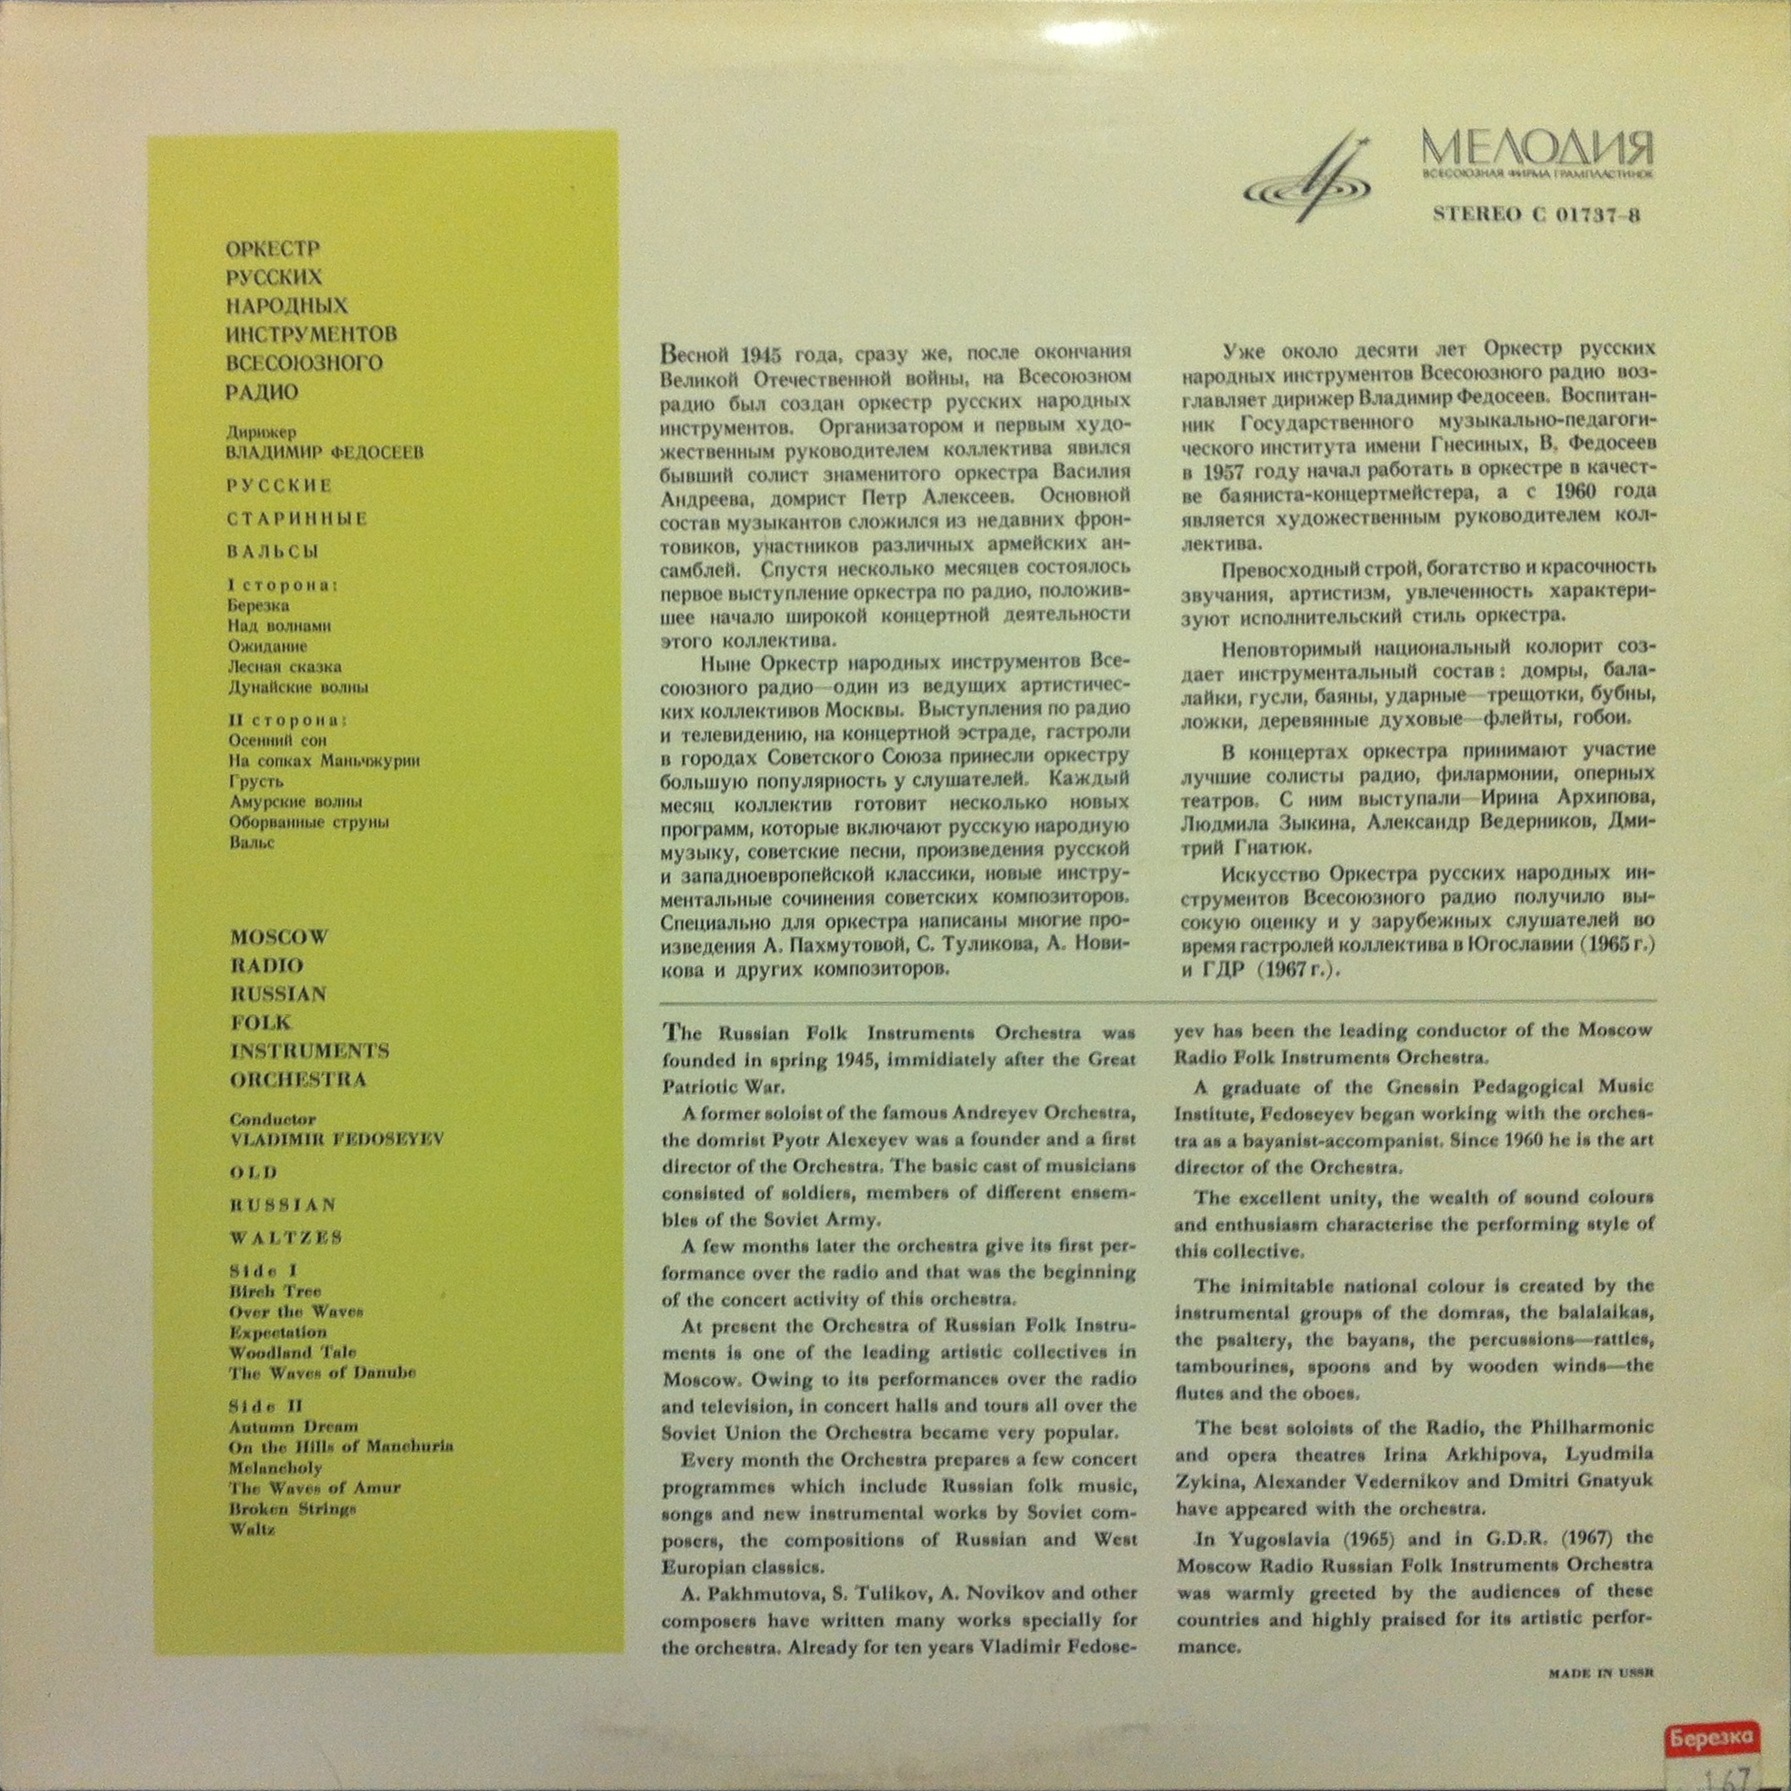 МЕЛОДИЯ
ВСЕСОЮЗНАЯ ФИРМА ГРАМПЛАСТИНОК
STEREO С 01737-8
ОРКЕСТР
РУССКИХ
НАРОДНЫХ
ИНСТРУМЕНТОВ
ВСЕСОЮЗНОГО
РАДИО
Дирижер
ВЛАДИМИР ФЕДОСЕЕВ
РУССКИЕ
СТАРИННЫЕ
ВАЛЬСЫ
I сторона:
Березка
Над волнами
Ожидание
Лесная сказка
Дунайские волны
II сторона:
Осенний сон
На сопках Маньчжурии
Грусть
Амурские волны
Оборванные струны
Вальс
MOSCOW
RADIO
RUSSIAN
FOLK
INSTRUMENTS
ORCHESTRA
Conductor
VLADIMIR FEDOSEYEV
OLD
RUSSIAN
WALTZES
Side I
Birch Tree
Over the Waves
Expectation
Woodland Tale
The Waves of Danube
Side II
Autumn Dream
On the Hills of Manchuria
Melancholy
The Waves of Amur
Broken Strings
Waltz
Весной 1945 года, сразу же, после окончания
Великой Отечественной войны, на Всесоюзном
радио был создан оркестр русских народных
инструментов. Организатором и первым худо-
жественным руководителем коллектива явился
бывший солист знаменитого оркестра Василия
Андреева, домрист Петр Алексеев. Основной
состав музыкантов сложился из недавних фрон-
товиков, участников различных армейских ан-
самблей. Спустя несколько месяцев состоялось
первое выступление оркестра по радио, положив-
шее начало широкой концертной деятельности
этого коллектива.
Ныне Оркестр народных инструментов Все-
союзного радио—один из ведущих артистичес-
ких коллективов Москвы. Выступления по радио
и телевидению, на концертной эстраде, гастроли
в городах Советского Союза принесли оркестру
большую популярность у слушателей. Каждый
месяц коллектив готовит несколько новых
программ, которые включают русскую народную
музыку, советские песни, произведения русской
и западноевропейской классики, новые инстру-
ментальные сочинения советских композиторов.
Специально для оркестра написаны многие про-
изведения А. Пахмутовой, С. Туликова, А. Нови-
кова и других композиторов.
Уже около десяти лет Оркестр русских
народных инструментов Всесоюзного радио воз-
главляет дирижер Владимир Федосеев. Воспитан-
ник Государственного музыкально-педагоги-
ческого института имени Гнесиных, В. Федосеев
в 1957 году начал работать в оркестре в качест-
ве баяниста-концертмейстера, а с 1960 года
является художественным руководителем кол-
лектива.
Превосходный строй, богатство и красочность
звучания, артистизм, увлеченность характери-
зуют исполнительский стиль оркестра.
Неповторимый национальный колорит соз-
дает инструментальный состав: домры, бала-
лайки, гусли, баяны, ударные—трещотки, бубны,
ложки, деревянные духовые—флейты, гобои.
В концертах оркестра принимают участие
лучшие солисты радио, филармонии, оперных
театров. С ним выступали—Ирина Архипова,
Людмила Зыкина, Александр Ведерников, Дми-
трий Гнатюк.
Искусство Оркестра русских народных ин-
струментов Всесоюзного радио получило вы-
сокую оценку и у зарубежных слушателей во
время гастролей коллектива в Югославии (1965 г.)
и ГДР (1967 г.).
The Russian Folk Instruments Orchestra was
founded in spring 1945, immidiately after the Great
Patriotic War.
A former soloist of the famous Andreyev Orchestra,
the domrist Pyotr Alexeyev was a founder and a first
director of the Orchestra. The basic cast of musicians
consisted of soldiers, members of different ensem-
bles of the Soviet Army.
A few months later the orchestra give its first per-
formance over the radio and that was the beginning
of the concert activity of this orchestra.
At present the Orchestra of Russian Folk Instru-
ments is one of the leading artistic collectives in
Moscow. Owing to its performances over the radio
and television, in concert halls and tours all over the
Soviet Union the Orchestra became very popular.
Every month the Orchestra prepares a few concert
programmes which include Russian folk music,
songs and new instrumental works by Soviet com-
posers, the compositions of Russian and West
Europian classics.
A. Pakhmutova, S. Tulikov, A. Novikov and other
composers have written many works specially for
the orchestra. Already for ten years Vladimir Fedose-
yev has been the leading conductor of the Moscow
Radio Folk Instruments Orchestra.
A graduate of the Gnessin Pedagogical Music
Institute, Fedoseyev began working with the orches-
tra as a bayanist-accompanist. Since 1960 he is the art
director of the Orchestra.
The excellent unity, the wealth of sound colours
and enthusiasm characterise the performing style of
this collective.
The inimitable national colour is created by the
instrumental groups of the domras, the balalaikas,
the psaltery, the bayans, the percussions—rattles,
tambourines, spoons and by wooden winds—the
flutes and the oboes.
The best soloists of the Radio, the Philharmonic
and opera theatres Irina Arkhipova, Lyudmila
Zykina, Alexander Vedernikov and Dmitri Gnatyuk
have appeared with the orchestra.
In Yugoslavia (1965) and in G.D.R. (1967) the
Moscow Radio Russian Folk Instruments Orchestra
was warmly greeted by the audiences of these
countries and highly praised for its artistic perfor-
mance.
MADE IN USSR
Березка